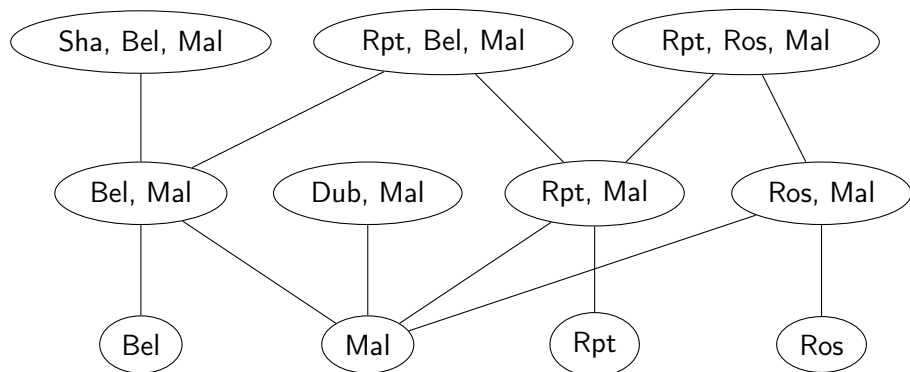 Sha, Bel, Mal
Rpt, Bel, Mal
Rpt, Ros, Mal
Bel, Mal
Dub, Mal
Rpt, Mal
Ros, Mal
Bel
Mal
Rpt
Ros